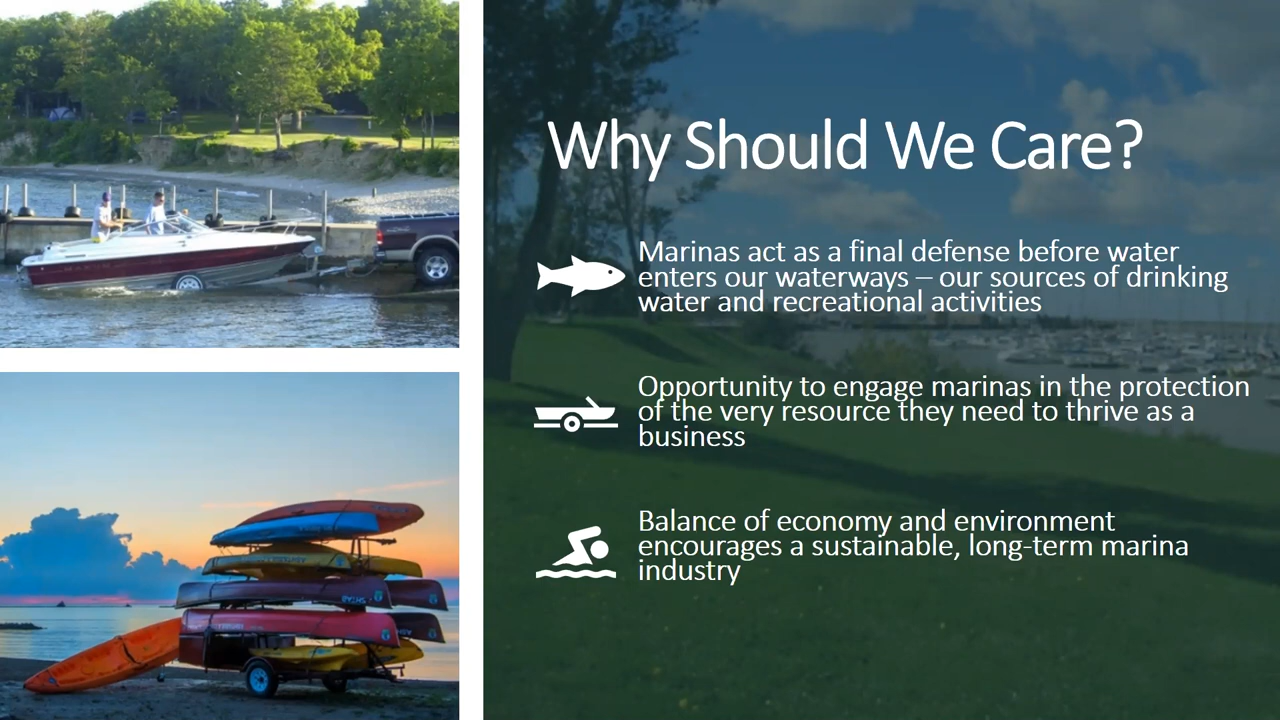 Why Should We Care?
Marinas act as a final defense before water
enters our waterways – our sources of drinking
water and recreational activities
Opportunity to engage marinas in the protection
of the very resource they need to thrive as a
business
Balance of economy and environment
encourages a sustainable, long-term marina
industry